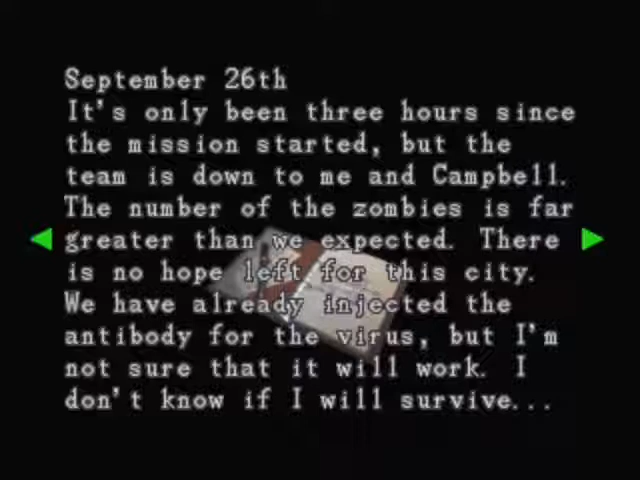 September 26th
It's only been three hours since
the mission started, but the
team is down to me and Campbell.
The number of the zombies is far
greater than we expected. There
is no hope left for this city.
We have already injected the
antibody for the virus, but I'm
not sure that it will work. I
don't know if I will survive...